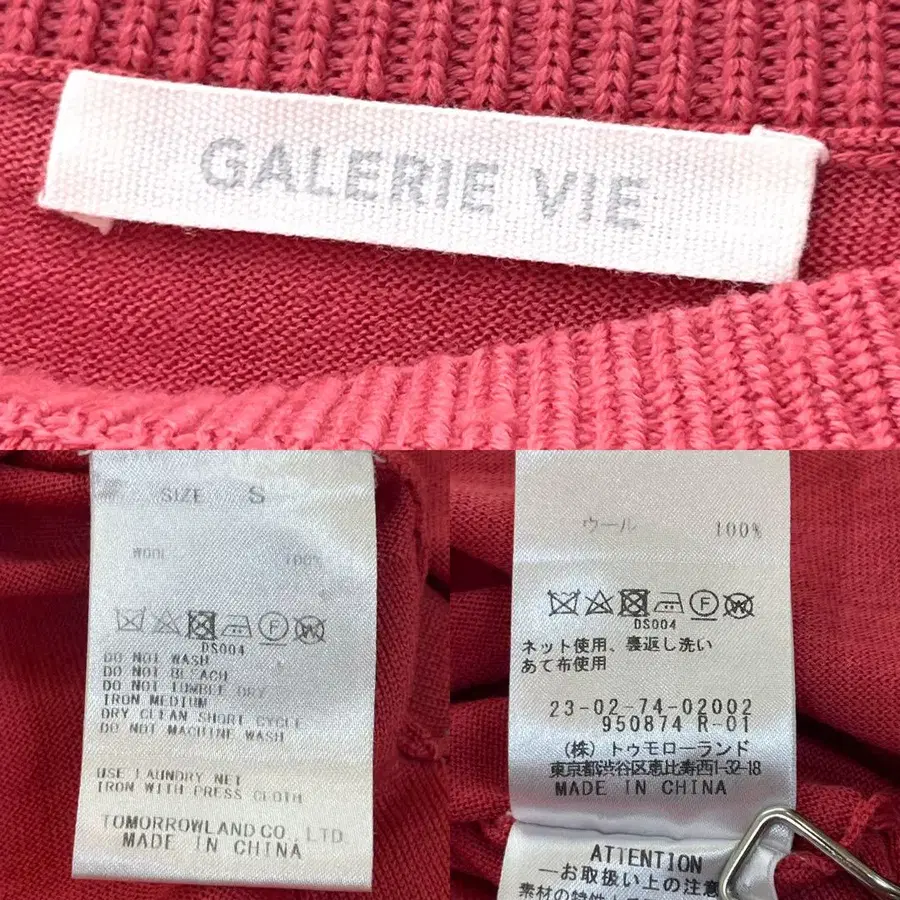 GALERIE VIE
SIZE S
WOOL 100%
DS004
DO NOT WASH
DO NOT BLEACH
DO NOT TUMBLE DRY
IRON MEDIUM
DRY CLEAN SHORT CYCLE
DO NOT MACHINE WASH
USE LAUNDRY NET
IRON WITH PRESS CLOTH
TOMORROWLAND CO., LTD.
MADE IN CHINA
ウール 100%
F W
DS004
ネット使用、裏返し洗い
あて布使用
23-02-74-02002
950874 R-01
(株)トゥモローランド
東京都渋谷区恵比寿西1-32-18
MADE IN CHINA
ATTENTION
―お取扱い上の注意
素材の特性